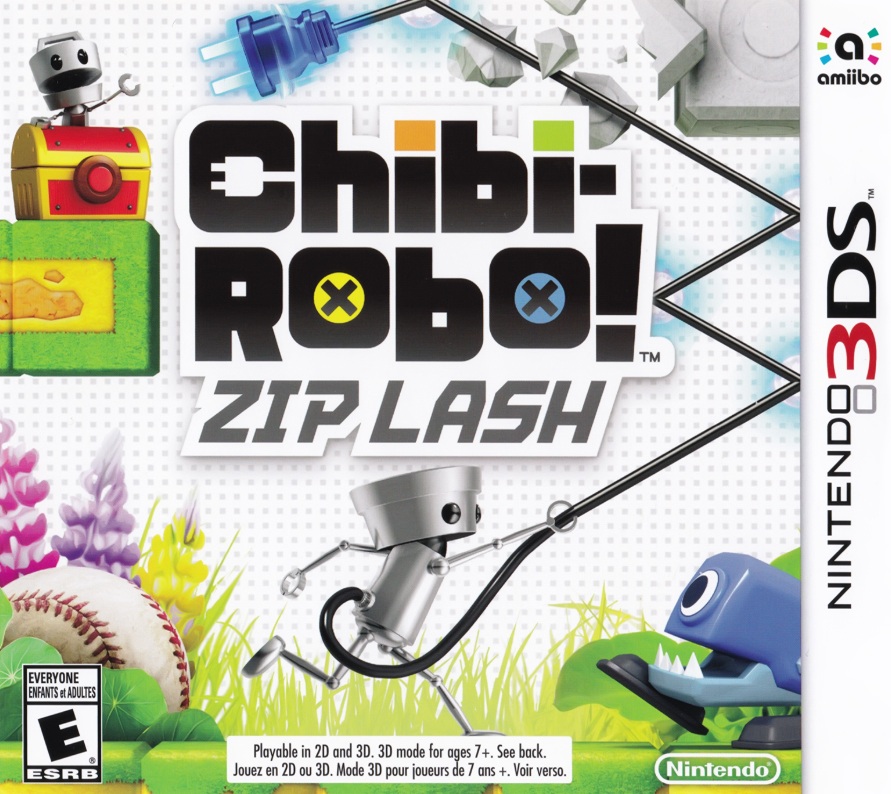 amiibo
Chibi-
Robo!™
ZIP LASH
NINTENDO 3DS™
EVERYONE
ENFANTS et ADULTES
E
ESRB®
Playable in 2D and 3D. 3D mode for ages 7+. See back.
Jouez en 2D ou 3D. Mode 3D pour joueurs de 7 ans +. Voir verso.
Nintendo®